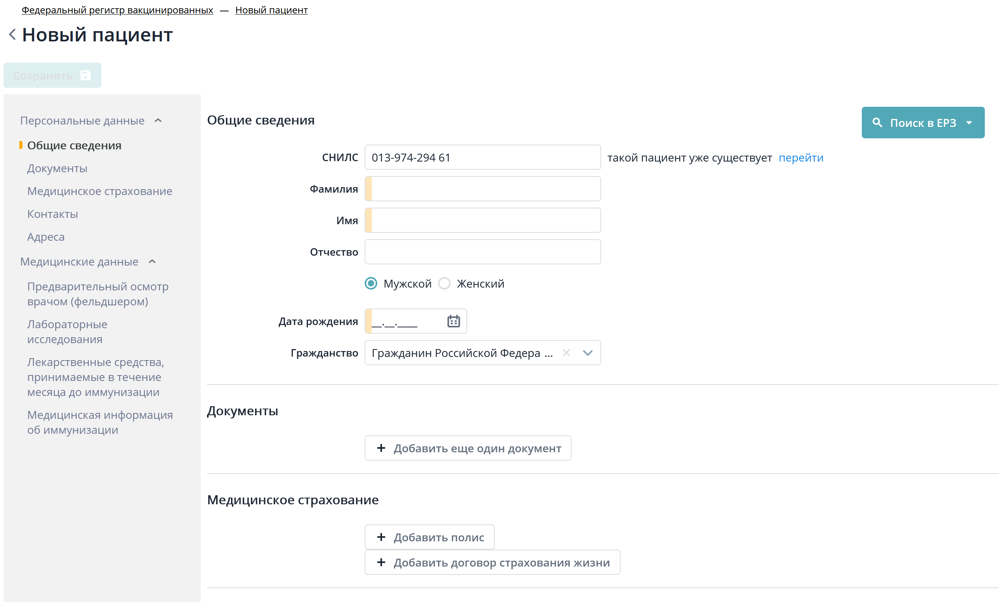 Федеральный регистр вакцинированных — Новый пациент
Новый пациент
Сохранить
Персональные данные
Общие сведения
Документы
Медицинское страхование
Контакты
Адреса
Медицинские данные
Предварительный осмотр
врачом (фельдшером)
Лабораторные
исследования
Лекарственные средства,
принимаемые в течение
месяца до иммунизации
Медицинская информация
об иммунизации
Общие сведения
Поиск в ЕРЗ
СНИЛС 013-974-294 61 такой пациент уже существует перейти
Фамилия
Имя
Отчество
Мужской Женский
Дата рождения __.__.____
Гражданство Гражданин Российской Федера ...
Документы
+ Добавить еще один документ
Медицинское страхование
+ Добавить полис
+ Добавить договор страхования жизни